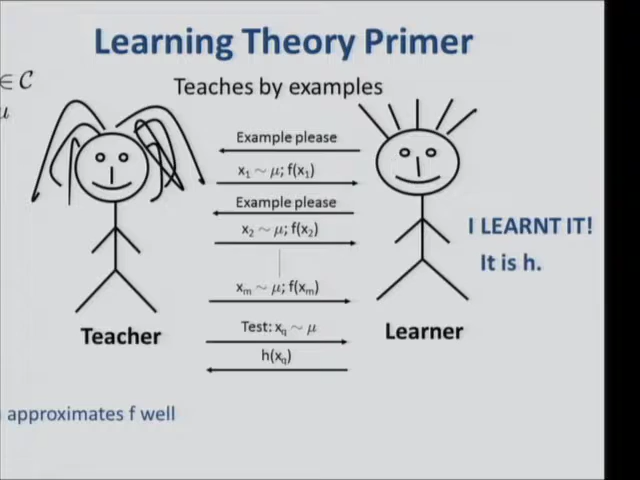 Learning Theory Primer
∈ C
μ
Teaches by examples
Example please
x₁ ~ μ; f(x₁)
Example please
x₂ ~ μ; f(x₂)
I LEARNT IT!
It is h.
xₘ ~ μ; f(xₘ)
Test: x_q ~ μ
h(x_q)
Teacher
Learner
approximates f well